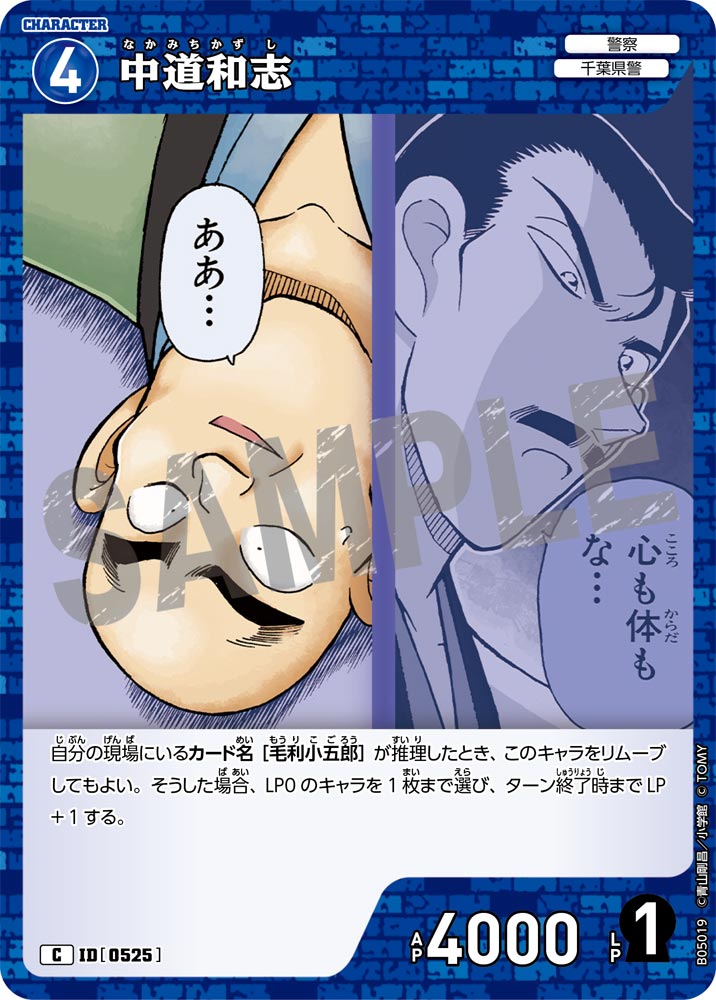 CHARACTER
4
なかみちかずし
中道和志
警察
千葉県警
ああ…
こころ
心も体も
からだ
な…
SAMPLE
じぶん げんば めい もうりこごろう すいり
自分の現場にいるカード名［毛利小五郎］が推理したとき、このキャラをリムーブ
ばあい まい えら しゅうりょうじ
してもよい。そうした場合、LP0のキャラを1枚まで選び、ターン終了時までLP
+1する。
C ID[0525]
AP 4000 LP 1
B05019 ©青山剛昌／小学館 ©TOMY